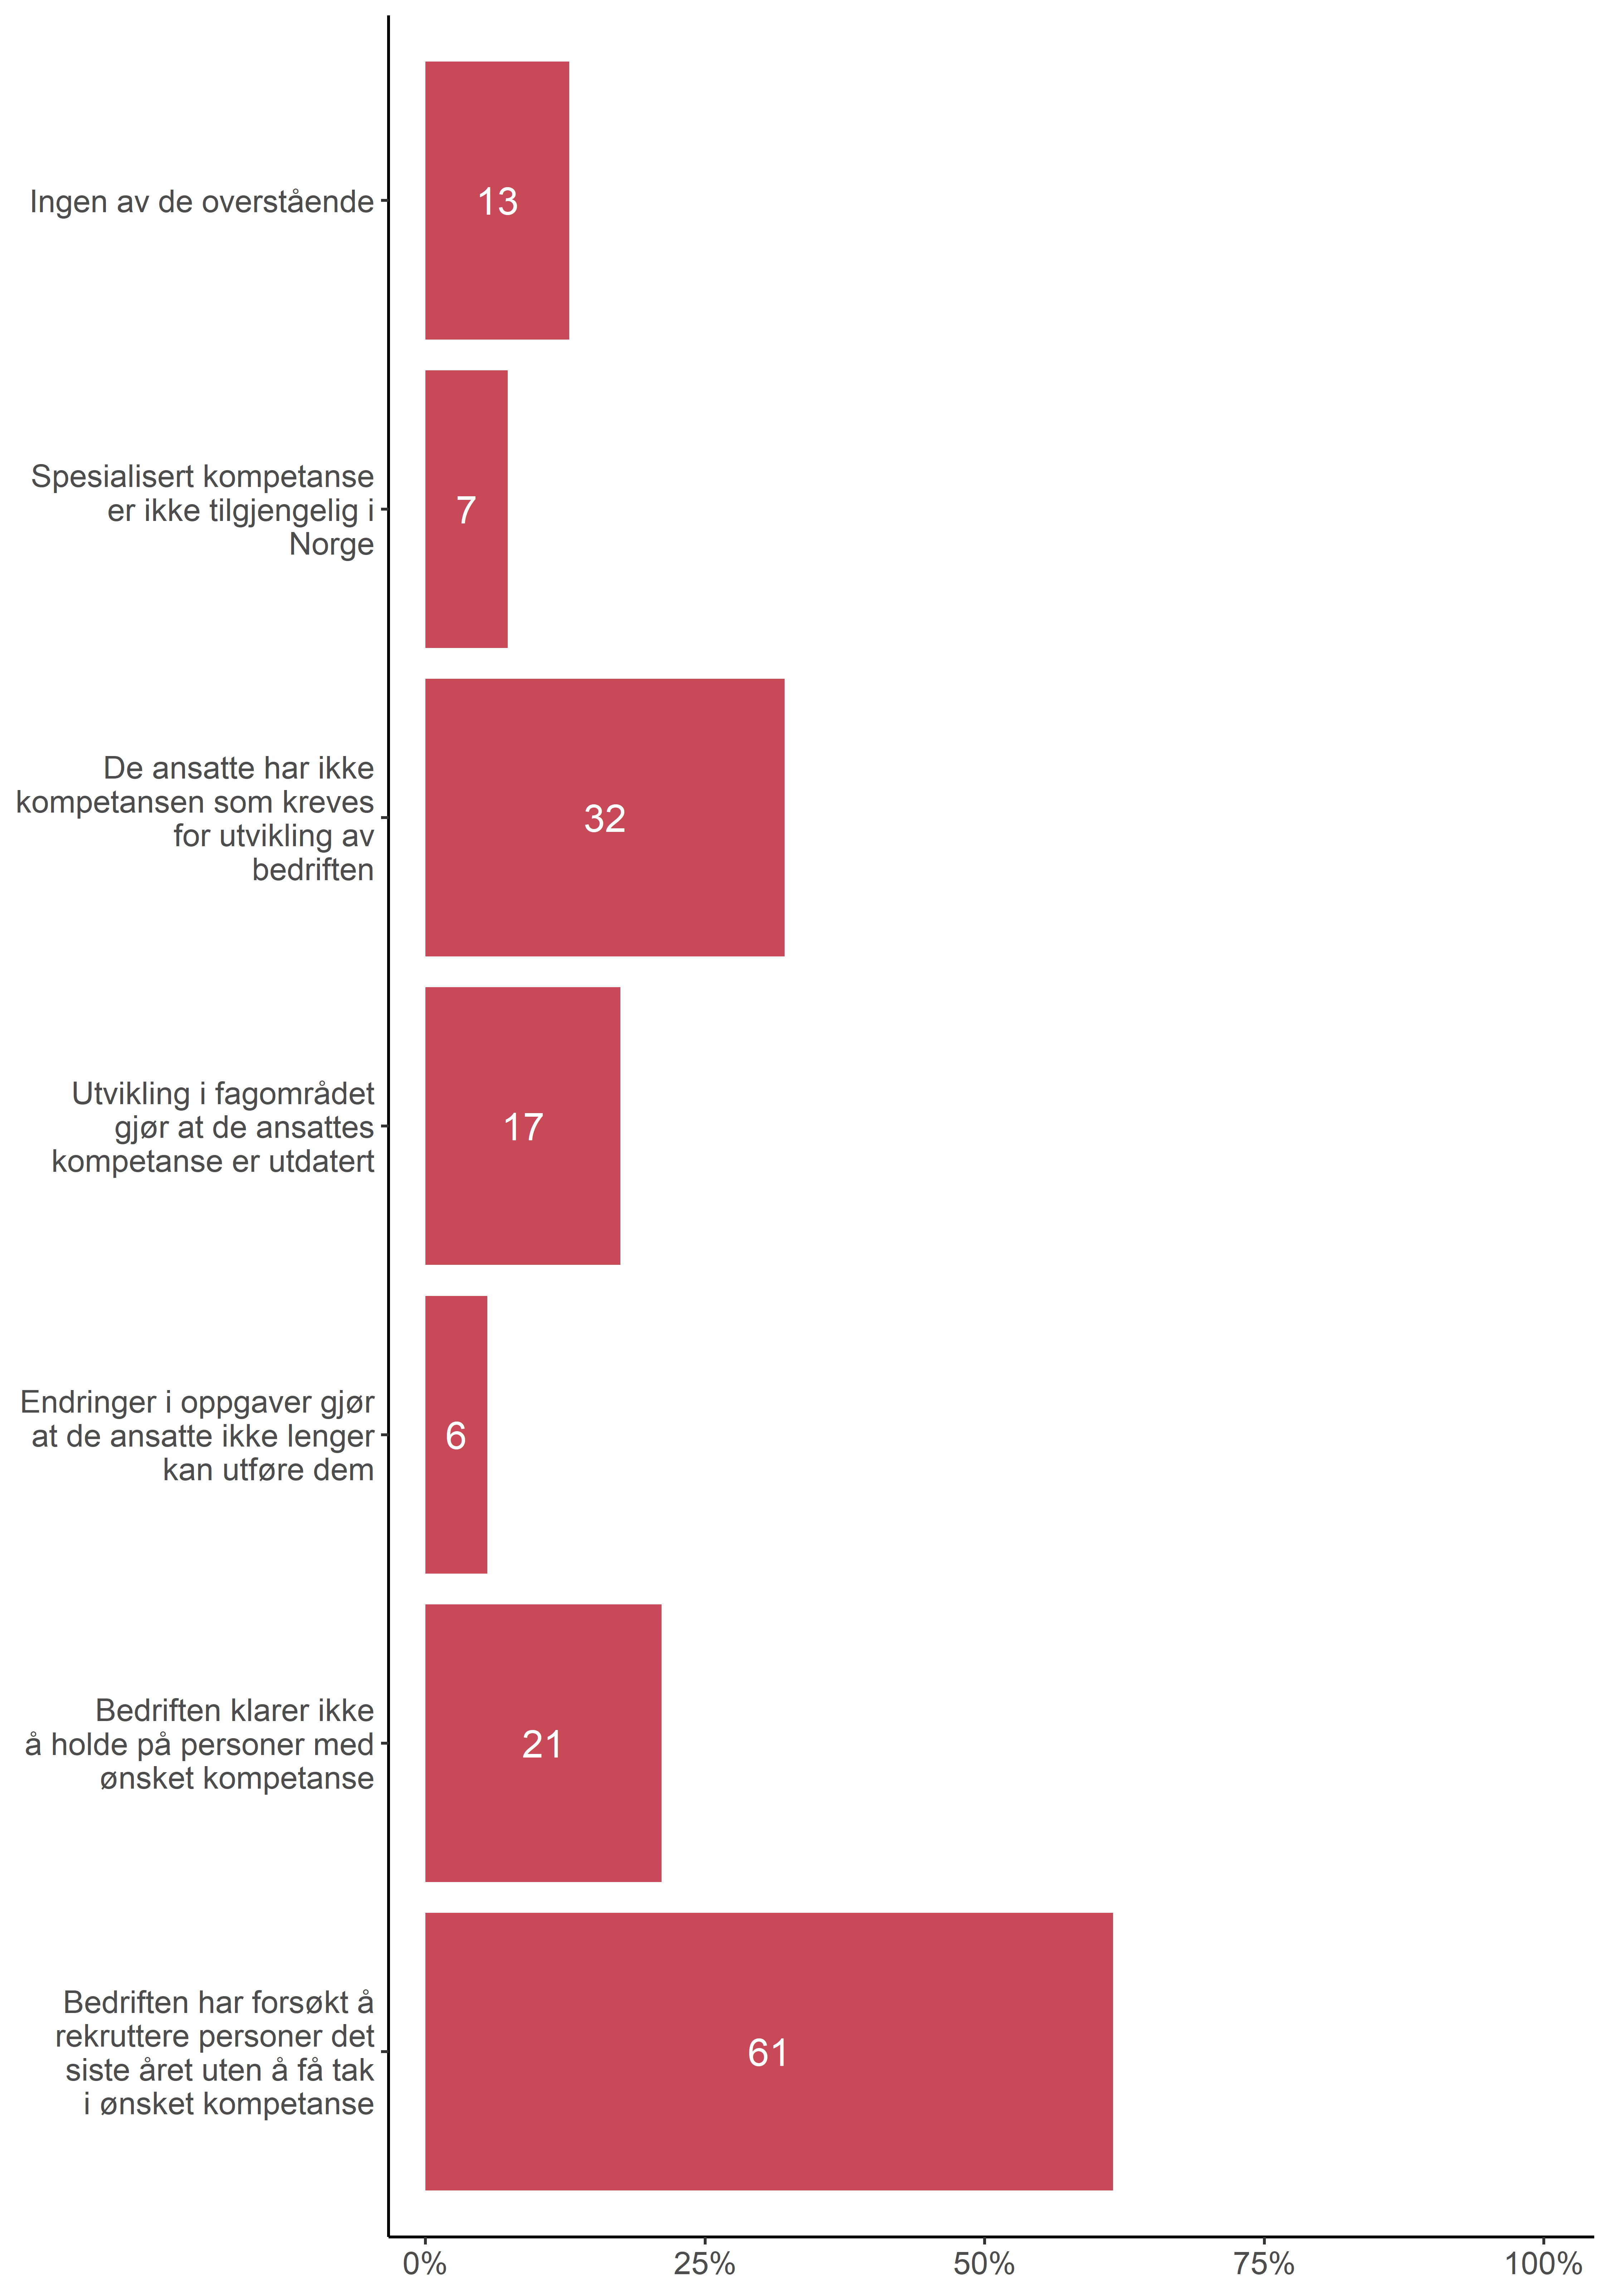 Ingen av de overstående
13
Spesialisert kompetanse
er ikke tilgjengelig i
Norge
7
De ansatte har ikke
kompetansen som kreves
for utvikling av
bedriften
32
Utvikling i fagområdet
gjør at de ansattes
kompetanse er utdatert
17
Endringer i oppgaver gjør
at de ansatte ikke lenger
kan utføre dem
6
Bedriften klarer ikke
å holde på personer med
ønsket kompetanse
21
Bedriften har forsøkt å
rekruttere personer det
siste året uten å få tak
i ønsket kompetanse
61
0% 25% 50% 75% 100%